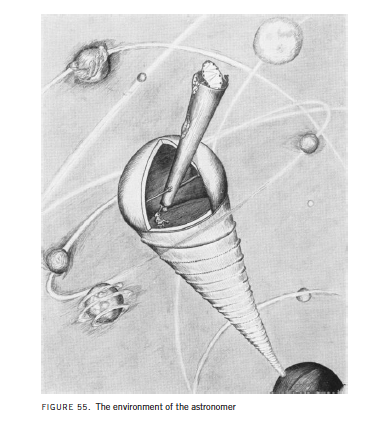 FIGURE 55. The environment of the astronomer